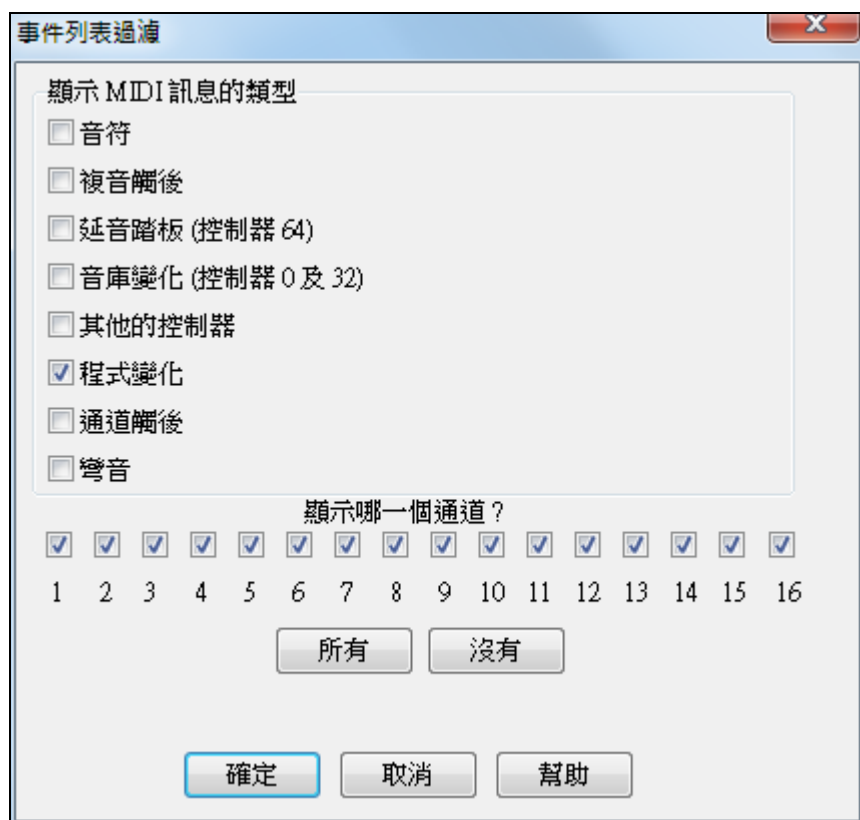 事件列表過濾
顯示 MIDI 訊息的類型
音符
複音觸後
延音踏板 (控制器 64)
音庫變化 (控制器 0 及 32)
其他的控制器
程式變化
通道觸後
彎音
顯示哪一個通道？
1 2 3 4 5 6 7 8 9 10 11 12 13 14 15 16
所有 沒有
確定 取消 幫助